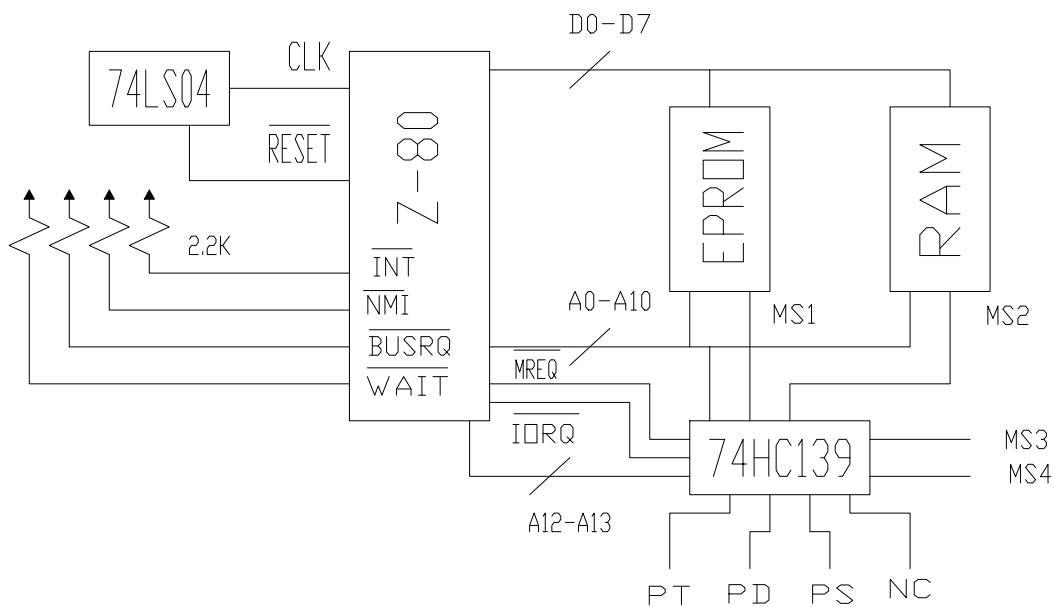 D0-D7
CLK
74LS04
RESET
Z-80
EPROM
RAM
2.2K
INT
NMI
A0-A10
MS1
MS2
BUSRQ
MREQ
WAIT
IORQ
74HC139
MS3
MS4
A12-A13
PT
PD
PS
NC